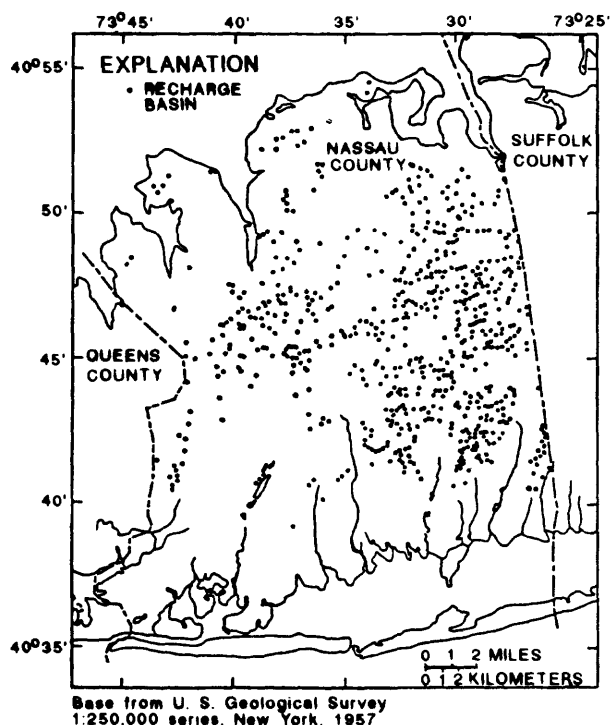 73° 45' 40' 35' 30' 73° 25'
40° 55'
EXPLANATION
• RECHARGE
BASIN
NASSAU
COUNTY
SUFFOLK
COUNTY
50'
QUEENS
COUNTY
45'
40'
40° 35'
0 1 2 MILES
0 1 2 KILOMETERS
Base from U. S. Geological Survey
1:250,000 series, New York, 1957